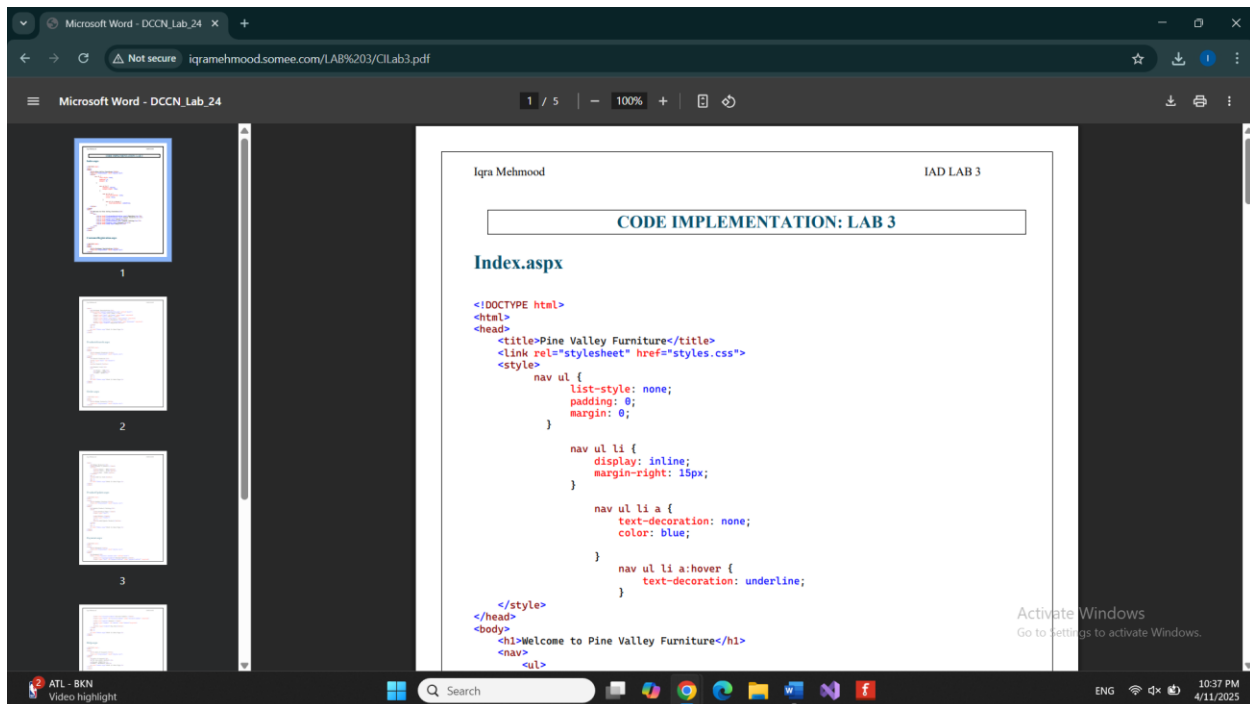 Microsoft Word - DCCN_Lab_24
Not secure
iqramehmood.somee.com/LAB%203/CILab3.pdf
I
Microsoft Word - DCCN_Lab_24
1 / 5
100%
1
2
3
Iqra Mehmood
IAD LAB 3
CODE IMPLEMENTATION: LAB 3
Index.aspx
<!DOCTYPE html>
<html>
<head>
<title>Pine Valley Furniture</title>
<link rel="stylesheet" href="styles.css">
<style>
nav ul {
list-style: none;
padding: 0;
margin: 0;
}
nav ul li {
display: inline;
margin-right: 15px;
}
nav ul li a {
text-decoration: none;
color: blue;
}
nav ul li a:hover {
text-decoration: underline;
}
</style>
</head>
<body>
<h1>Welcome to Pine Valley Furniture</h1>
<nav>
<ul>
Activate Windows
Go to Settings to activate Windows.
2
ATL - BKN
Video highlight
Search
ENG
10:37 PM
4/11/2025